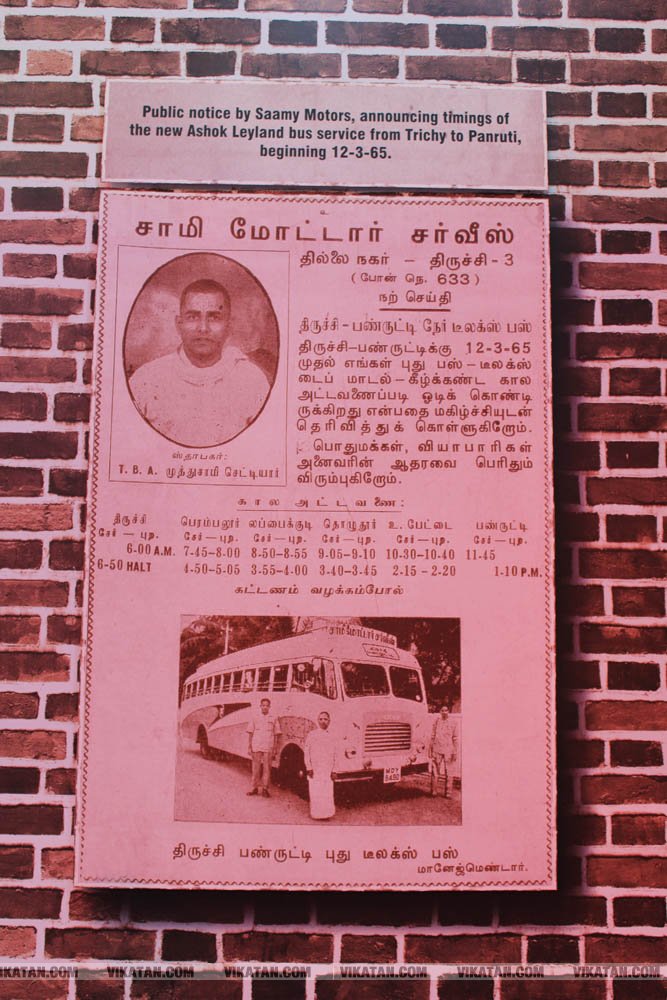 Public notice by Saamy Motors, announcing timings of
the new Ashok Leyland bus service from Trichy to Panruti,
beginning 12-3-65.
உ
சாமி மோட்டார் சர்வீஸ்
தில்லை நகர் – திருச்சி - 3
(போன் நெ. 633)
நற் செய்தி
திருச்சி - பண்ருட்டி நேர் டீலக்ஸ் பஸ்
திருச்சி–பண்ருட்டிக்கு 12-3-65
முதல் எங்கள் புது பஸ் – டீலக்ஸ்
டைப் மாடல் – கீழ்க்கண்ட கால
அட்டவணைப்படி ஓடிக் கொண்டி
ருக்கிறது என்பதை மகிழ்ச்சியுடன்
தெரிவித்துக் கொள்ளுகிறோம்.
பொதுமக்கள், வியாபாரிகள்
அனைவரின் ஆதரவை பெரிதும்
விரும்புகிறோம்.
ஸ்தாபகர்:
T. B. A. முத்துசாமி செட்டியார்
கால அட்டவணை:
திருச்சி பெரம்பலூர் லப்பைக்குடி தொழுதூர் உ. பேட்டை பண்ருட்டி
சேர் – புற. சேர் – புற. சேர் – புற. சேர் – புற. சேர் – புற. சேர் – புற.
6-00 A.M. 7-45–8-00 8-50–8-55 9-05–9-10 10-30–10-40 11-45
6-50 HALT 4-50–5-05 3-55–4-00 3-40–3-45 2-15 – 2-20 1-10 P.M.
கட்டணம் வழக்கம்போல்
சாமி மோட்டார் சர்வீஸ்
MDY
8490
திருச்சி பண்ருட்டி புது டீலக்ஸ் பஸ்
மானேஜ்மெண்டார்.
VIKATAN.COM VIKATAN.COM VIKATAN.COM VIKATAN.COM VIKATAN.COM VIKATAN.COM